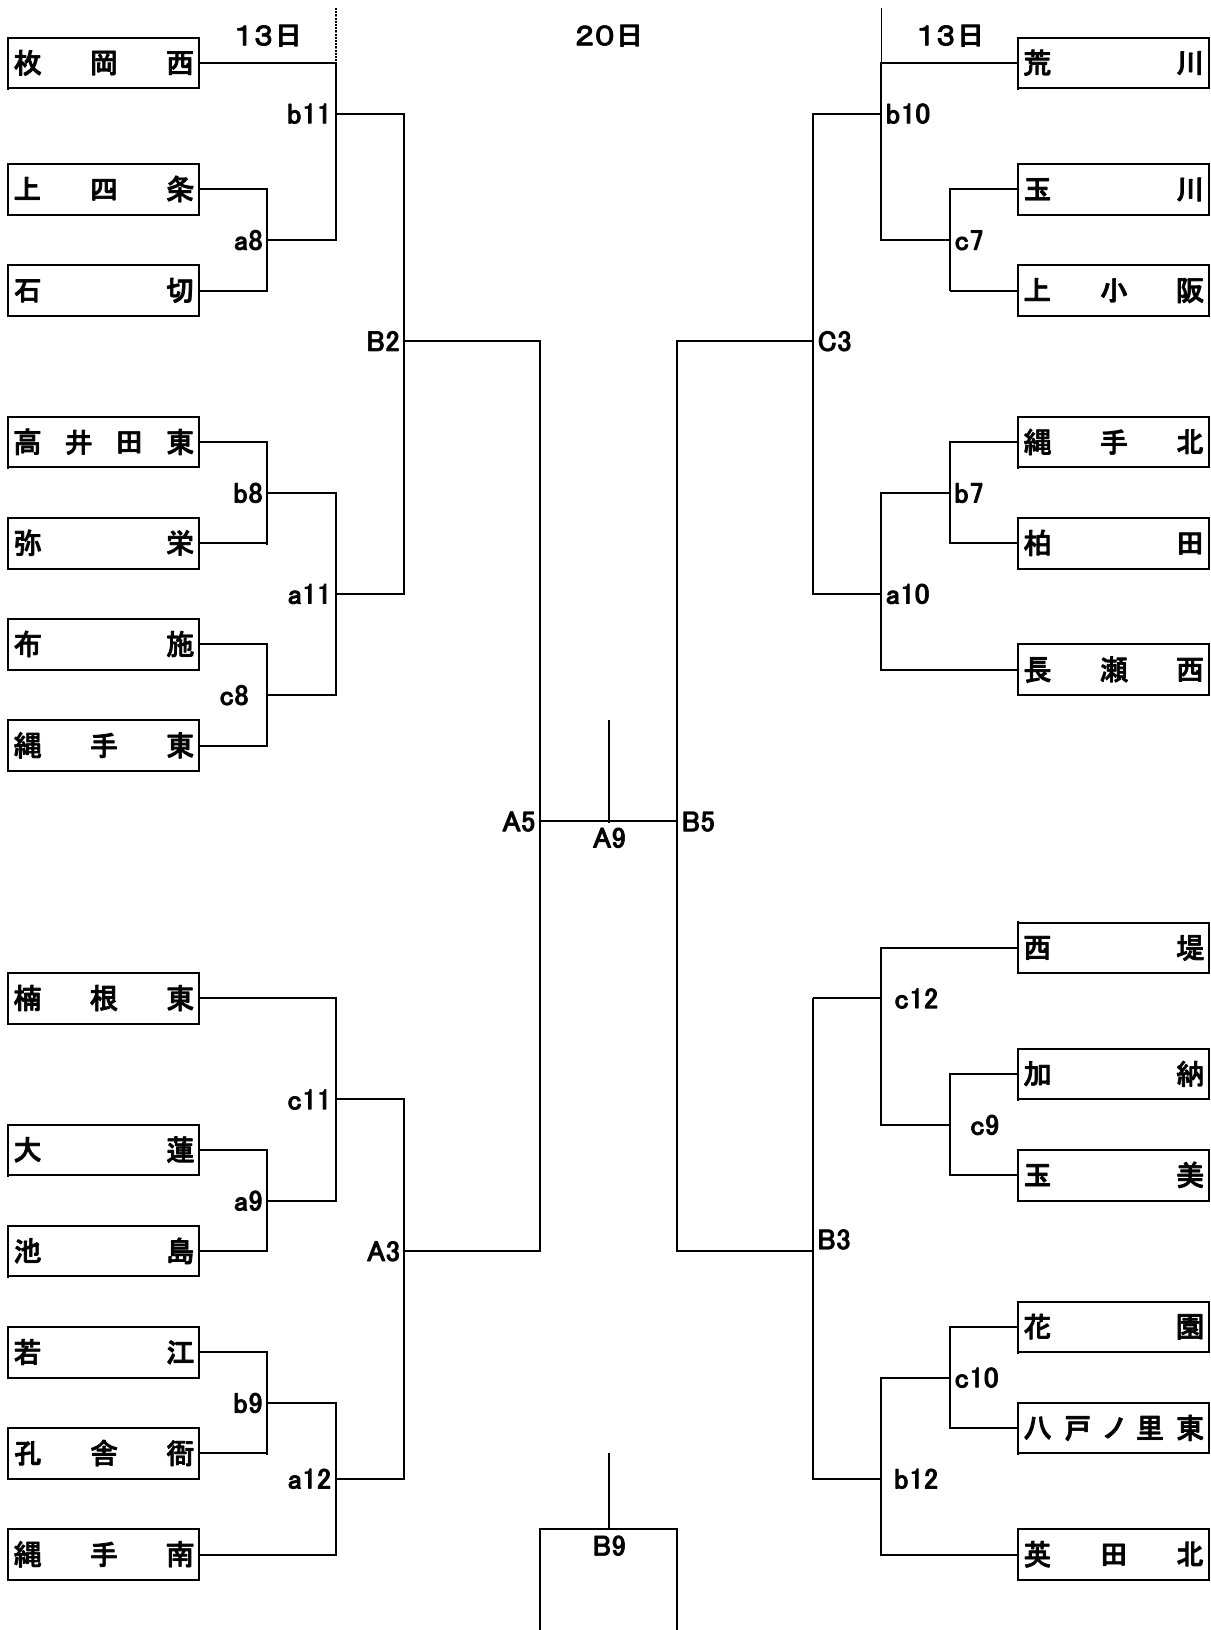 13日 20日 13日
枚岡西 荒川
b11 b10
上四条 玉川
a8 c7
石切 上小阪
B2 C3
高井田東 縄手北
b8 b7
弥栄 柏田
a11 a10
布施 長瀬西
c8
縄手東
A5 A9 B5
西堤
楠根東 c12
加納
c11 c9
大蓮 玉美
a9
池島 A3 B3
若江 花園
b9 c10
孔舎衙 八戸ノ里東
a12 b12
縄手南 B9 英田北